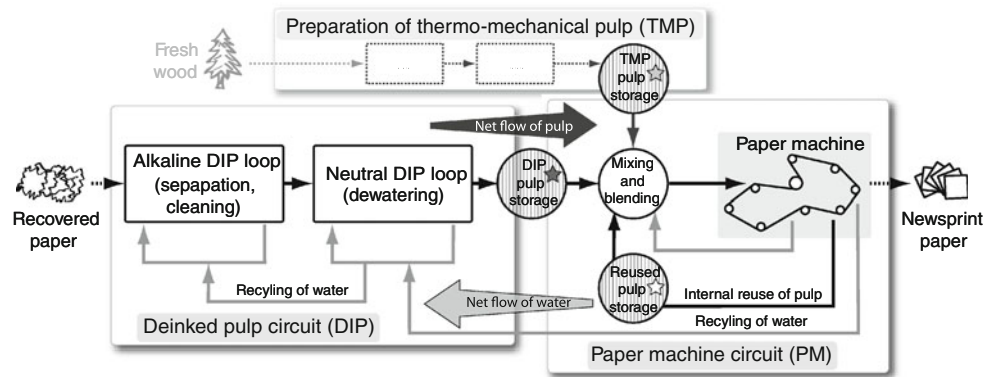 Preparation of thermo-mechanical pulp (TMP)
Fresh
wood
....
....
TMP
pulp
storage
Net flow of pulp
Alkaline DIP loop
(sepapation,
cleaning)
Neutral DIP loop
(dewatering)
DIP
pulp
storage
Mixing
and
blending
Paper machine
Recovered
paper
Newsprint
paper
Recyling of water
Net flow of water
Reused
pulp
storage
Internal reuse of pulp
Recyling of water
Deinked pulp circuit (DIP)
Paper machine circuit (PM)